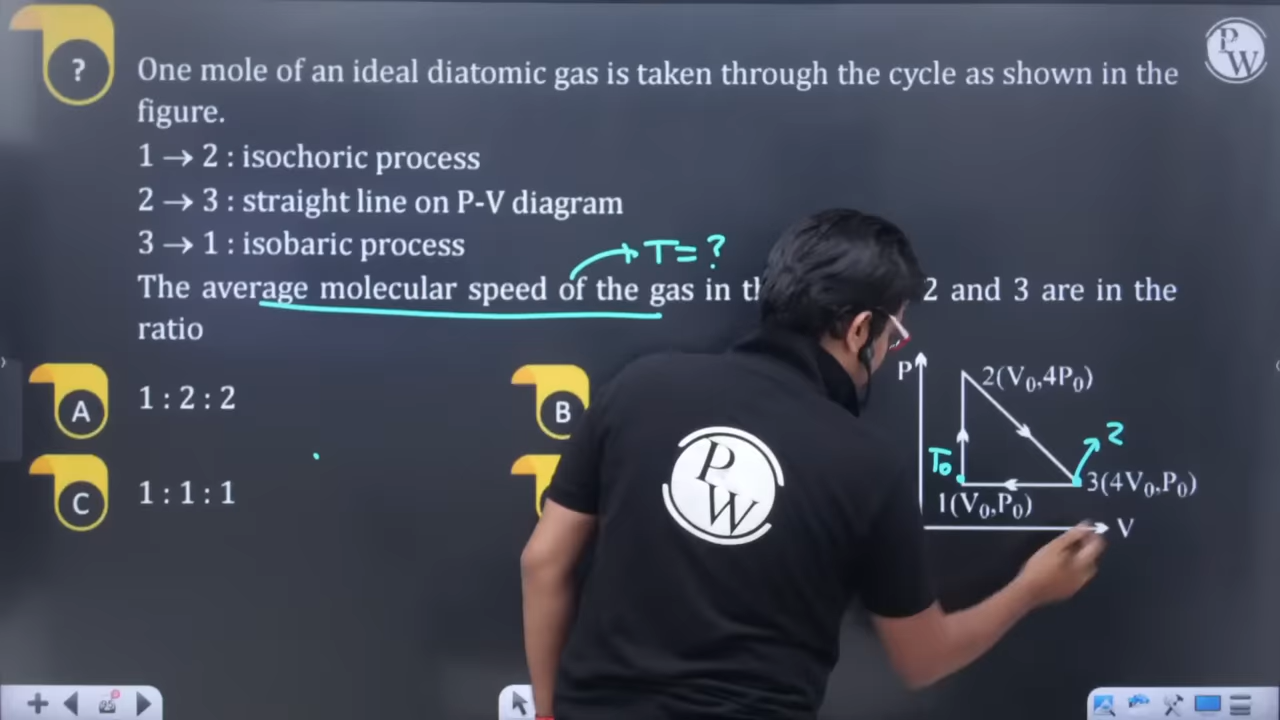 ?
One mole of an ideal diatomic gas is taken through the cycle as shown in the
figure.
1 → 2 : isochoric process
2 → 3 : straight line on P-V diagram
3 → 1 : isobaric process
T = ?
The average molecular speed of the gas in 2 and 3 are in the
ratio
A 1 : 2 : 2
B
C 1 : 1 : 1
P
2(V₀,4P₀)
2
T₀
3(4V₀,P₀)
1(V₀,P₀)
V
P W
P W